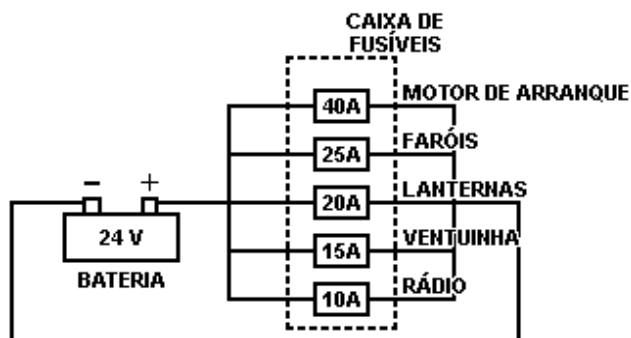 CAIXA DE
FUSÍVEIS
40A MOTOR DE ARRANQUE
25A FARÓIS
- + 20A LANTERNAS
24 V 15A VENTUINHA
BATERIA
10A RÁDIO